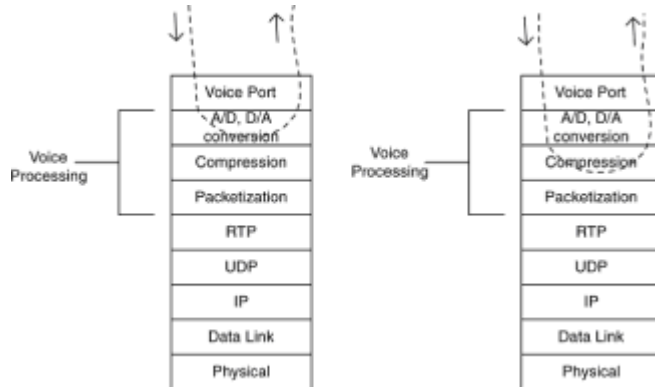 Voice Port
A/D, D/A
conversion
Voice
Processing
Compression
Packetization
RTP
UDP
IP
Data Link
Physical
Voice Port
A/D, D/A
conversion
Voice
Processing
Compression
Packetization
RTP
UDP
IP
Data Link
Physical